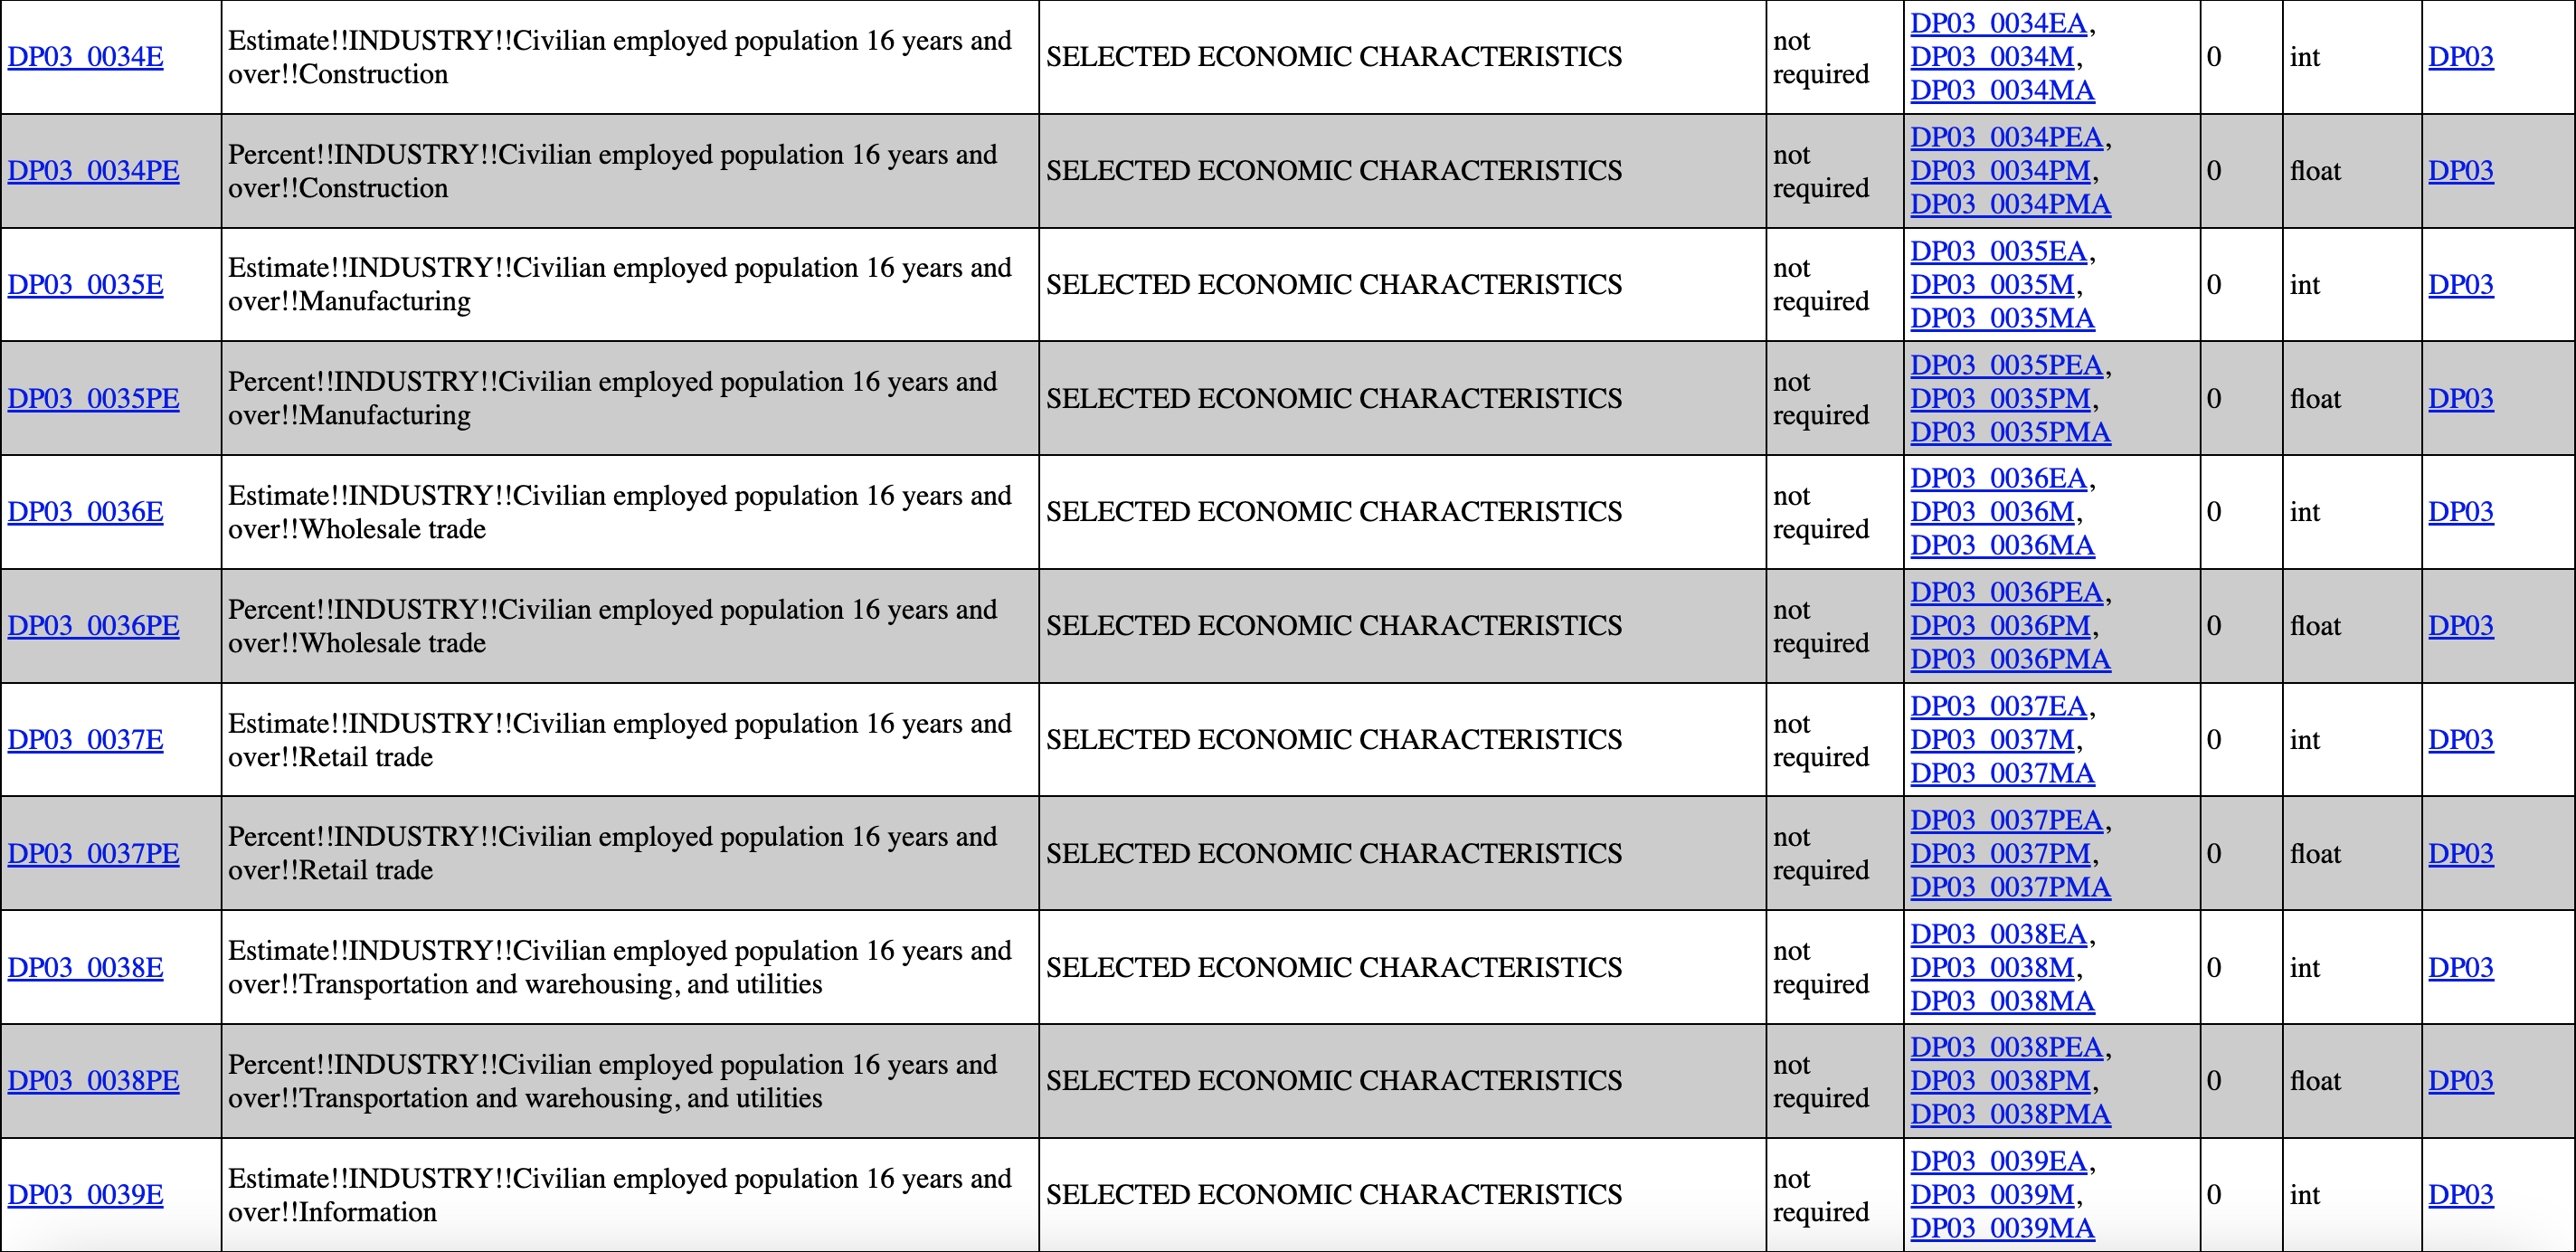 DP03_0034E Estimate!!INDUSTRY!!Civilian employed population 16 years and over!!Construction SELECTED ECONOMIC CHARACTERISTICS not required DP03_0034EA, DP03_0034M, DP03_0034MA 0 int DP03
DP03_0034PE Percent!!INDUSTRY!!Civilian employed population 16 years and over!!Construction SELECTED ECONOMIC CHARACTERISTICS not required DP03_0034PEA, DP03_0034PM, DP03_0034PMA 0 float DP03
DP03_0035E Estimate!!INDUSTRY!!Civilian employed population 16 years and over!!Manufacturing SELECTED ECONOMIC CHARACTERISTICS not required DP03_0035EA, DP03_0035M, DP03_0035MA 0 int DP03
DP03_0035PE Percent!!INDUSTRY!!Civilian employed population 16 years and over!!Manufacturing SELECTED ECONOMIC CHARACTERISTICS not required DP03_0035PEA, DP03_0035PM, DP03_0035PMA 0 float DP03
DP03_0036E Estimate!!INDUSTRY!!Civilian employed population 16 years and over!!Wholesale trade SELECTED ECONOMIC CHARACTERISTICS not required DP03_0036EA, DP03_0036M, DP03_0036MA 0 int DP03
DP03_0036PE Percent!!INDUSTRY!!Civilian employed population 16 years and over!!Wholesale trade SELECTED ECONOMIC CHARACTERISTICS not required DP03_0036PEA, DP03_0036PM, DP03_0036PMA 0 float DP03
DP03_0037E Estimate!!INDUSTRY!!Civilian employed population 16 years and over!!Retail trade SELECTED ECONOMIC CHARACTERISTICS not required DP03_0037EA, DP03_0037M, DP03_0037MA 0 int DP03
DP03_0037PE Percent!!INDUSTRY!!Civilian employed population 16 years and over!!Retail trade SELECTED ECONOMIC CHARACTERISTICS not required DP03_0037PEA, DP03_0037PM, DP03_0037PMA 0 float DP03
DP03_0038E Estimate!!INDUSTRY!!Civilian employed population 16 years and over!!Transportation and warehousing, and utilities SELECTED ECONOMIC CHARACTERISTICS not required DP03_0038EA, DP03_0038M, DP03_0038MA 0 int DP03
DP03_0038PE Percent!!INDUSTRY!!Civilian employed population 16 years and over!!Transportation and warehousing, and utilities SELECTED ECONOMIC CHARACTERISTICS not required DP03_0038PEA, DP03_0038PM, DP03_0038PMA 0 float DP03
DP03_0039E Estimate!!INDUSTRY!!Civilian employed population 16 years and over!!Information SELECTED ECONOMIC CHARACTERISTICS not required DP03_0039EA, DP03_0039M, DP03_0039MA 0 int DP03